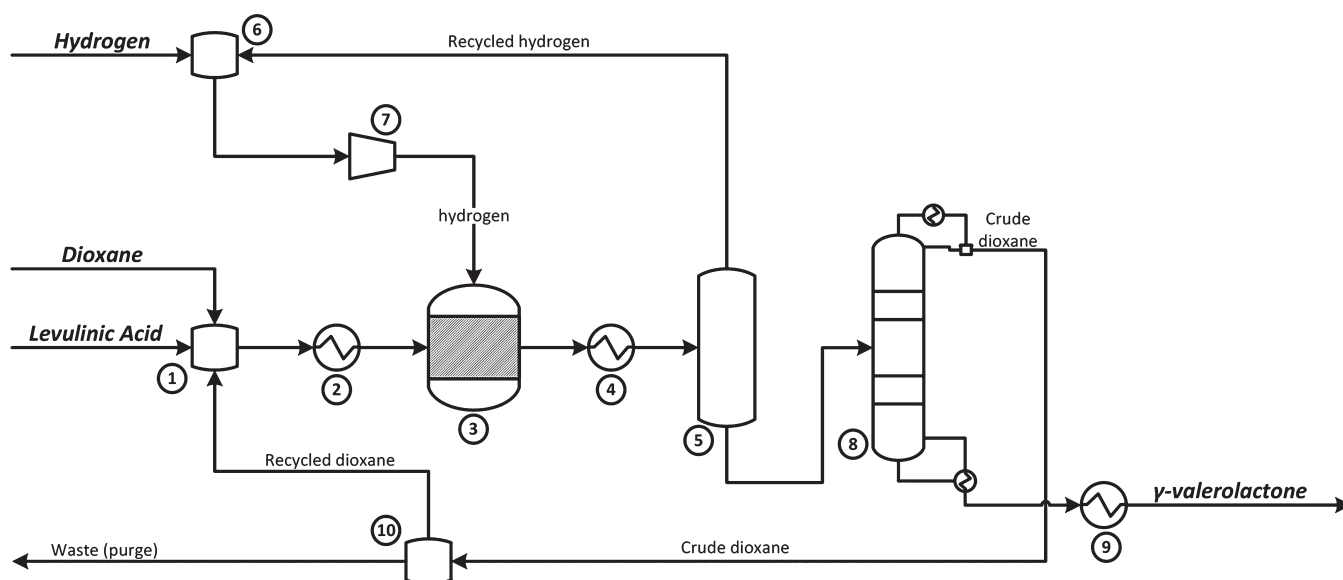 6
Hydrogen
Recycled hydrogen
7
hydrogen
Crude
dioxane
Dioxane
Levulinic Acid
1
2
3
4
5
8
Recycled dioxane
γ-valerolactone
10
Waste (purge)
Crude dioxane
9